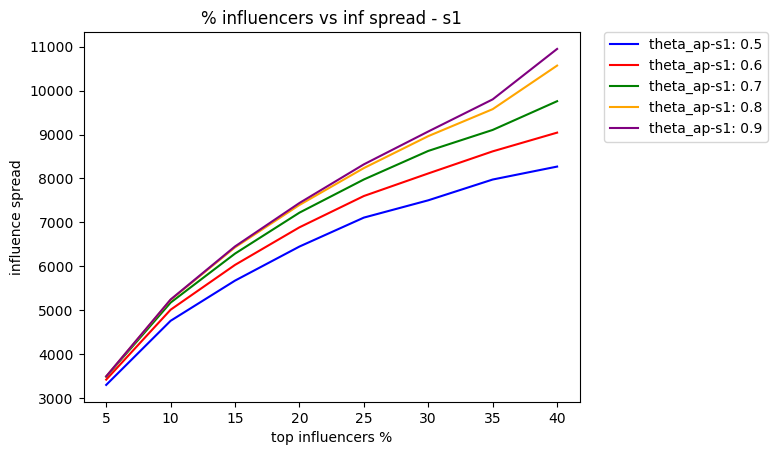 % influencers vs inf spread - s1
theta_ap-s1: 0.5
theta_ap-s1: 0.6
theta_ap-s1: 0.7
theta_ap-s1: 0.8
theta_ap-s1: 0.9
influence spread
11000
10000
9000
8000
7000
6000
5000
4000
3000
5 10 15 20 25 30 35 40
top influencers %